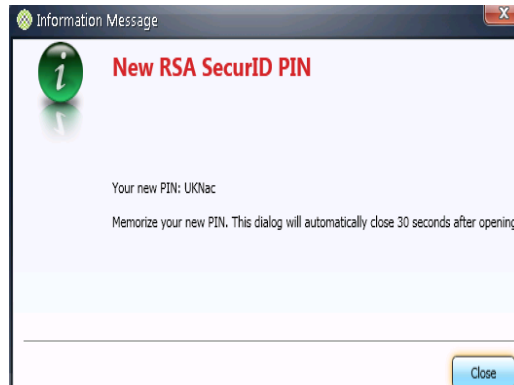 Information Message
X
i
New RSA SecurID PIN
Your new PIN: UKNac
Memorize your new PIN. This dialog will automatically close 30 seconds after opening
Close